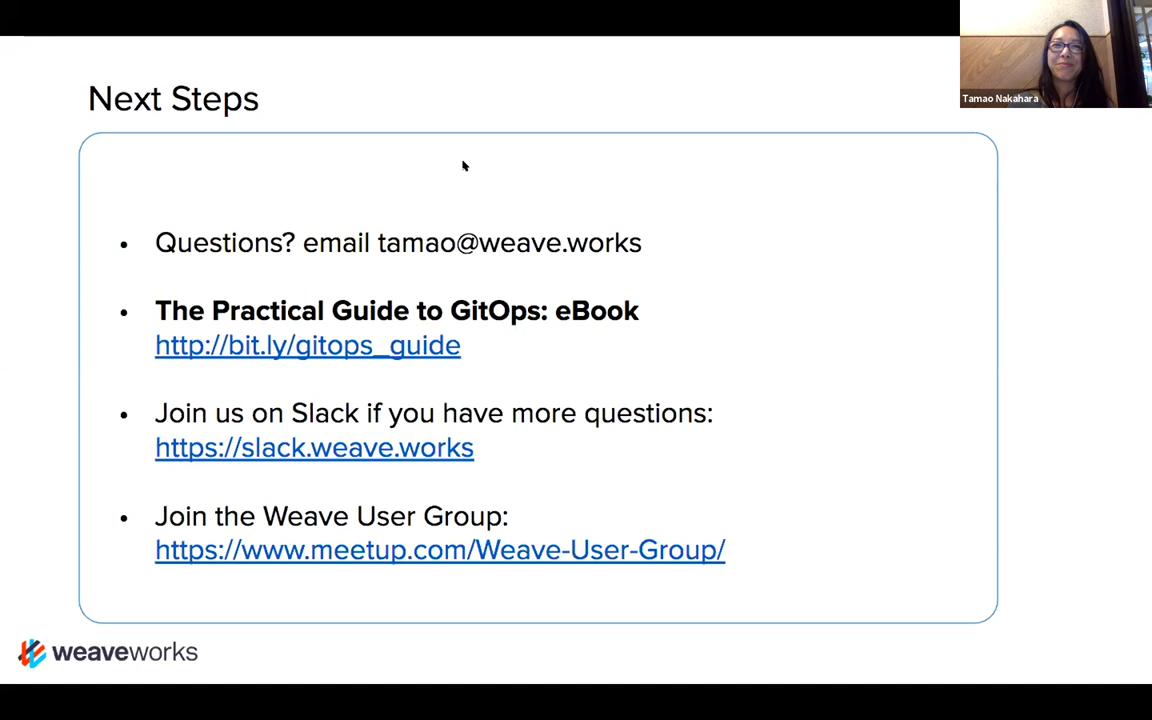 Tamao Nakahara
Next Steps
• Questions? email tamao@weave.works
• The Practical Guide to GitOps: eBook
http://bit.ly/gitops_guide
• Join us on Slack if you have more questions:
https://slack.weave.works
• Join the Weave User Group:
https://www.meetup.com/Weave-User-Group/
weaveworks